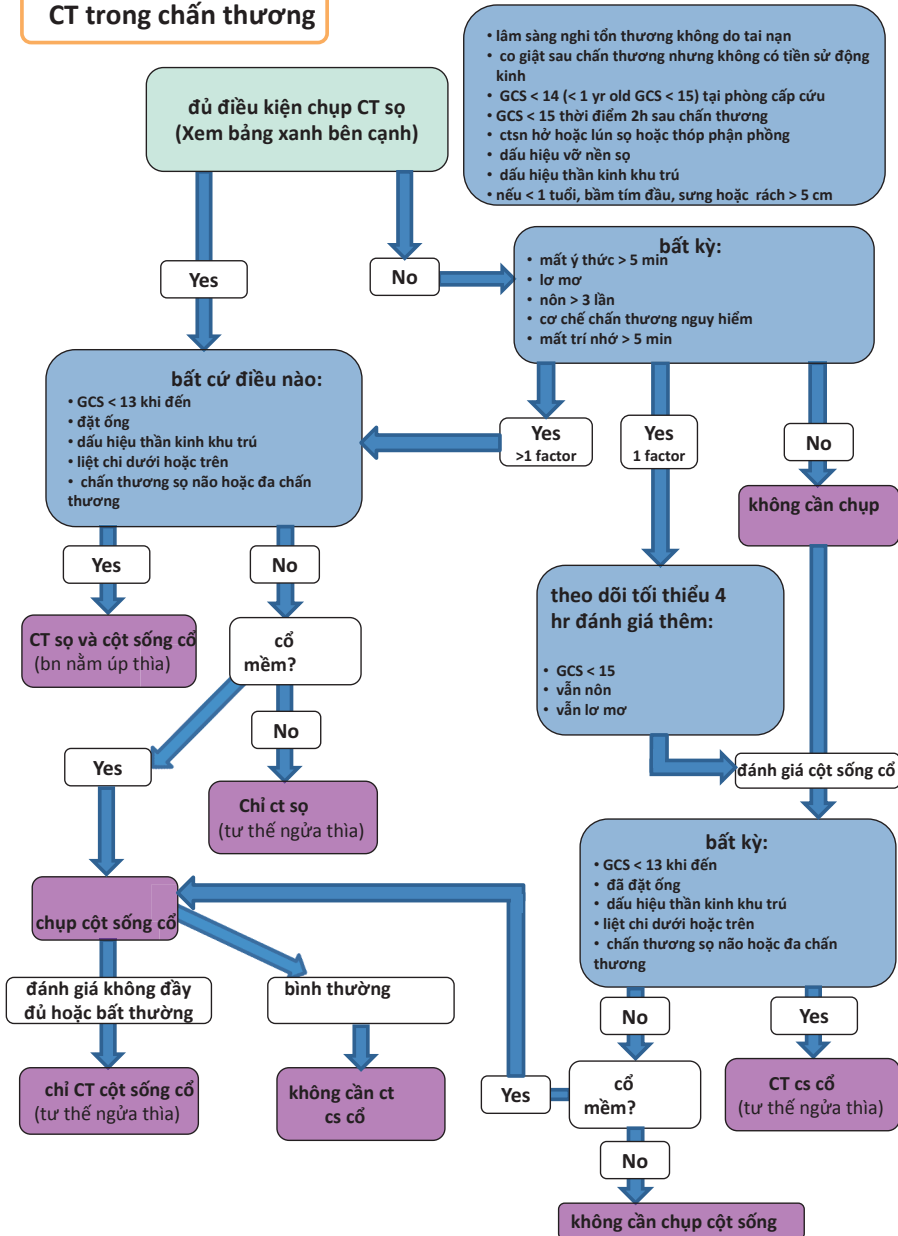 CT trong chấn thương
• lâm sàng nghi tổn thương không do tai nạn
• co giật sau chấn thương nhưng không có tiền sử động
kinh
• GCS < 14 (< 1 yr old GCS < 15) tại phòng cấp cứu
• GCS < 15 thời điểm 2h sau chấn thương
• ctsn hở hoặc lún sọ hoặc thóp phận phồng
• dấu hiệu vỡ nền sọ
• dấu hiệu thần kinh khu trú
• nếu < 1 tuổi, bầm tím đầu, sưng hoặc rách > 5 cm
đủ điều kiện chụp CT sọ
(Xem bảng xanh bên cạnh)
Yes
No
bất kỳ:
• mất ý thức > 5 min
• lơ mơ
• nôn > 3 lần
• cơ chế chấn thương nguy hiểm
• mất trí nhớ > 5 min
bất cứ điều nào:
• GCS < 13 khi đến
• đặt ống
• dấu hiệu thần kinh khu trú
• liệt chi dưới hoặc trên
• chấn thương sọ não hoặc đa chấn
thương
Yes
>1 factor
Yes
1 factor
No
không cần chụp
Yes
No
theo dõi tối thiểu 4
hr đánh giá thêm:
• GCS < 15
• vẫn nôn
• vẫn lơ mơ
CT sọ và cột sống cổ
(bn nằm úp thìa)
cổ
mềm?
No
Yes
đánh giá cột sống cổ
Chỉ ct sọ
(tư thế ngửa thìa)
bất kỳ:
• GCS < 13 khi đến
• đã đặt ống
• dấu hiệu thần kinh khu trú
• liệt chi dưới hoặc trên
• chấn thương sọ não hoặc đa chấn
thương
chụp cột sống cổ
đánh giá không đầy
đủ hoặc bất thường
bình thường
No
Yes
chỉ CT cột sống cổ
(tư thế ngửa thìa)
không cần ct
cs cổ
Yes
cổ
mềm?
CT cs cổ
(tư thế ngửa thìa)
No
không cần chụp cột sống